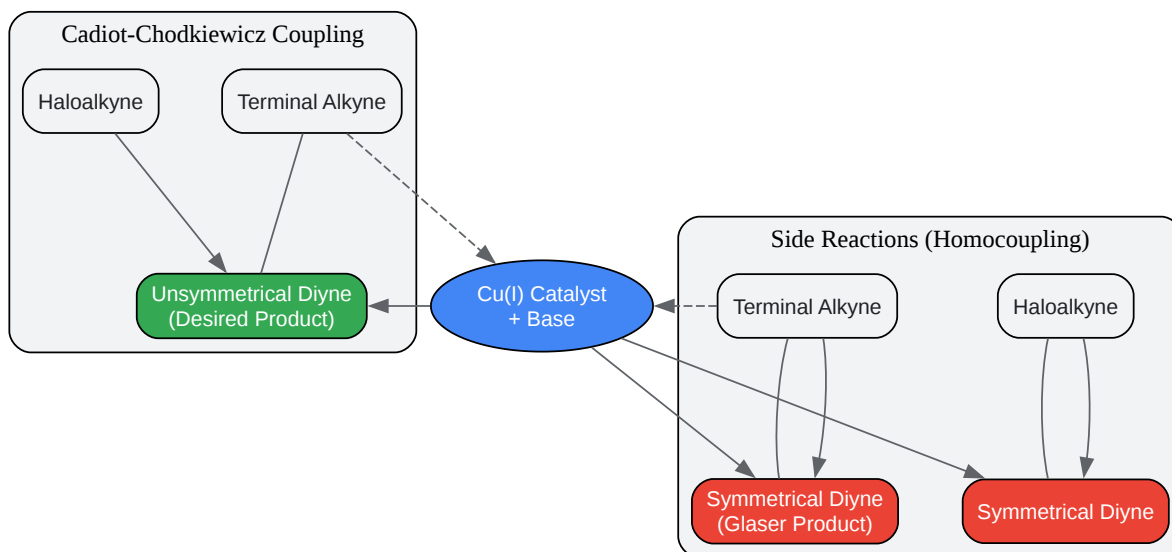 Cadiot-Chodkiewicz Coupling
Haloalkyne
Terminal Alkyne
Unsymmetrical Diyne
(Desired Product)
Cu(I) Catalyst
+ Base
Side Reactions (Homocoupling)
Terminal Alkyne
Haloalkyne
Symmetrical Diyne
(Glaser Product)
Symmetrical Diyne